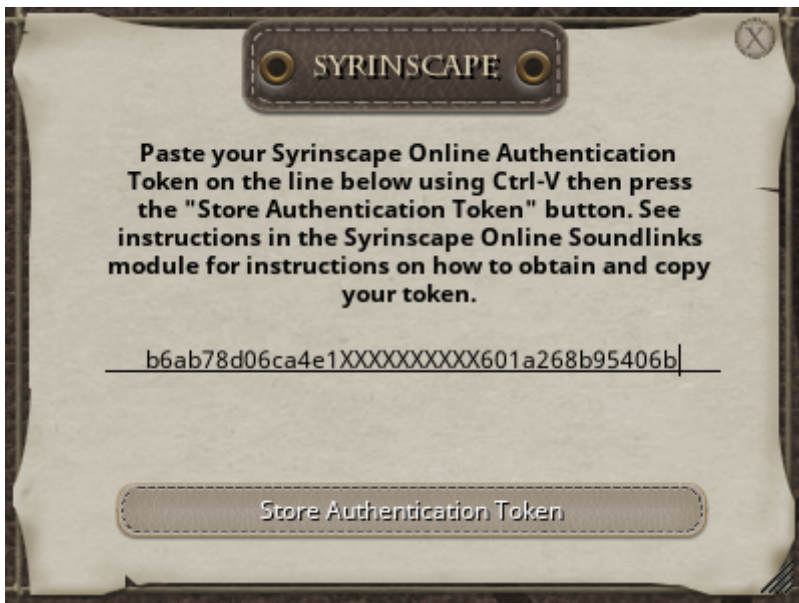 X
SYRINSCAPE
Paste your Syrinscape Online Authentication
Token on the line below using Ctrl-V then press
the "Store Authentication Token" button. See
instructions in the Syrinscape Online Soundlinks
module for instructions on how to obtain and copy
your token.
b6ab78d06ca4e1XXXXXXXXXX601a268b95406b
Store Authentication Token